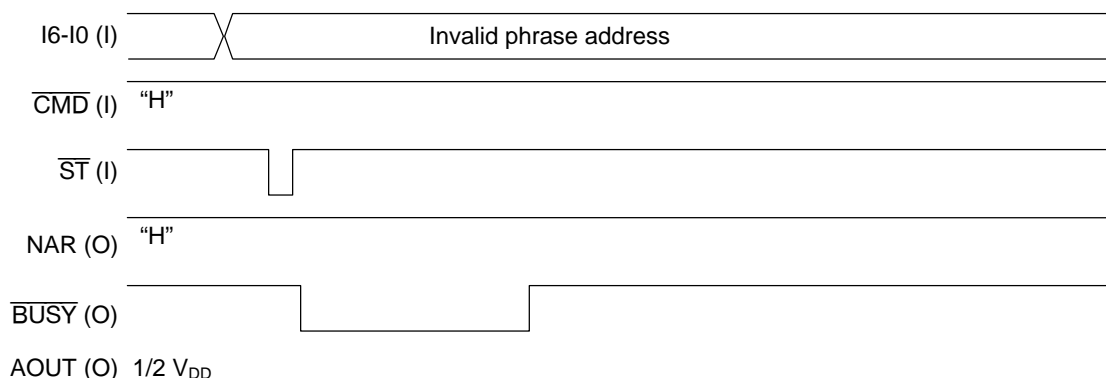 I6-I0 (I) Invalid phrase address
CMD (I) “H”
ST (I)
NAR (O) “H”
BUSY (O)
AOUT (O) 1/2 VDD